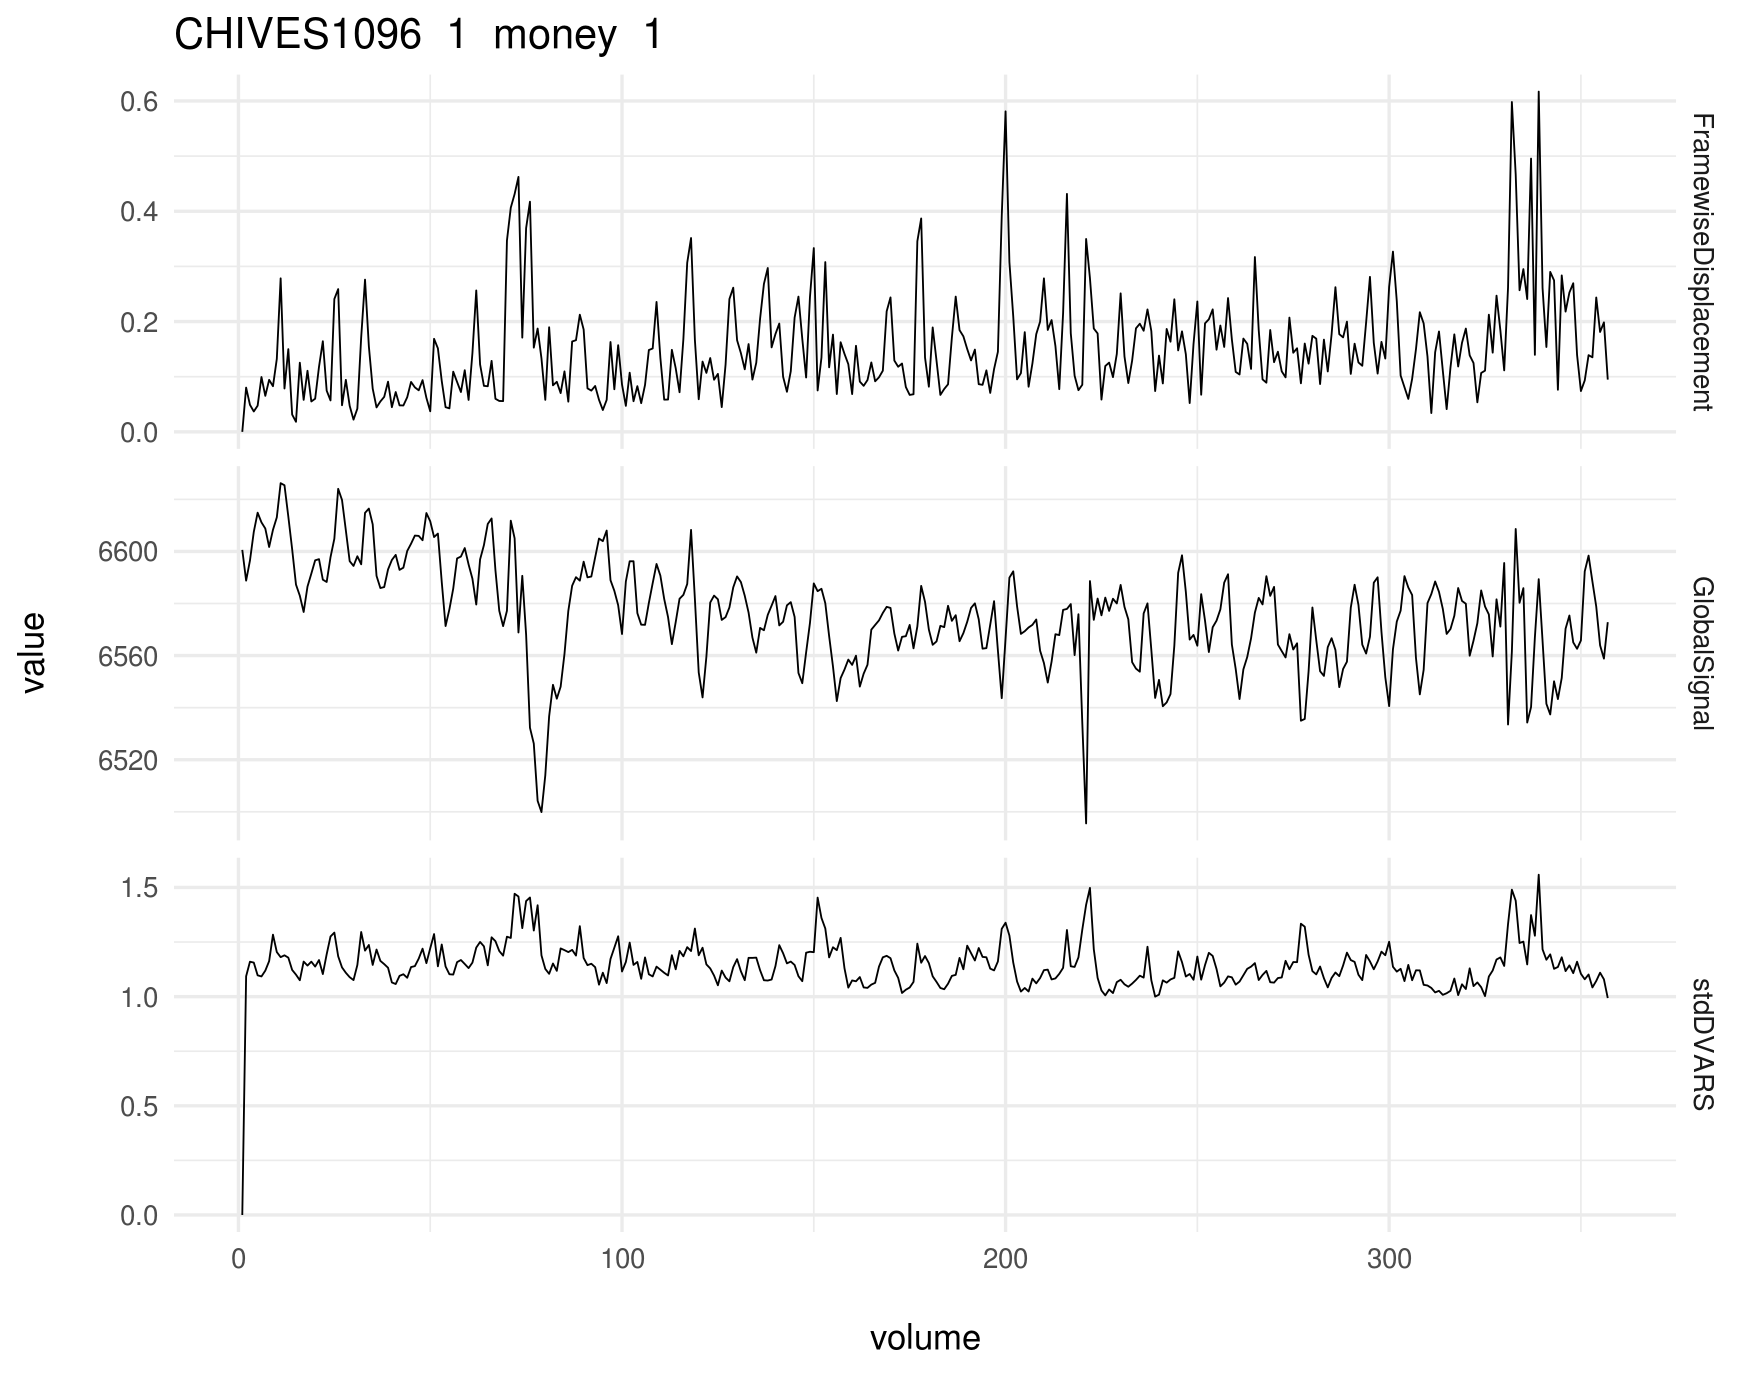 CHIVES1096 1 money 1
0.6
0.4
0.2
0.0
FramewiseDisplacement
6600
6560
6520
GlobalSignal
value
1.5
1.0
0.5
0.0
stdDVARS
0 100 200 300
volume